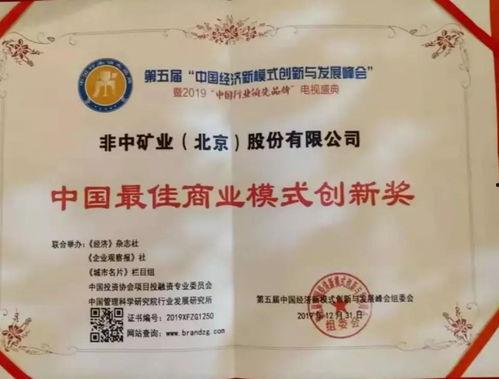 第五届“中国经济新模式创新与发展峰会”
暨2019“中国行业领先品牌”电视盛典
非中矿业（北京）股份有限公司
中国最佳商业模式创新奖
联合举办：《经济》杂志社
《企业观察报》社
《城市名片》栏目组
中国投资协会项目投融资专业委员会
中国管理科学研究院行业发展研究所
证书编号：2019XFZG1250
网站查询：www.brandzg.com
第五届中国经济新模式创新与发展峰会组委会
2019年12月31日
组委会